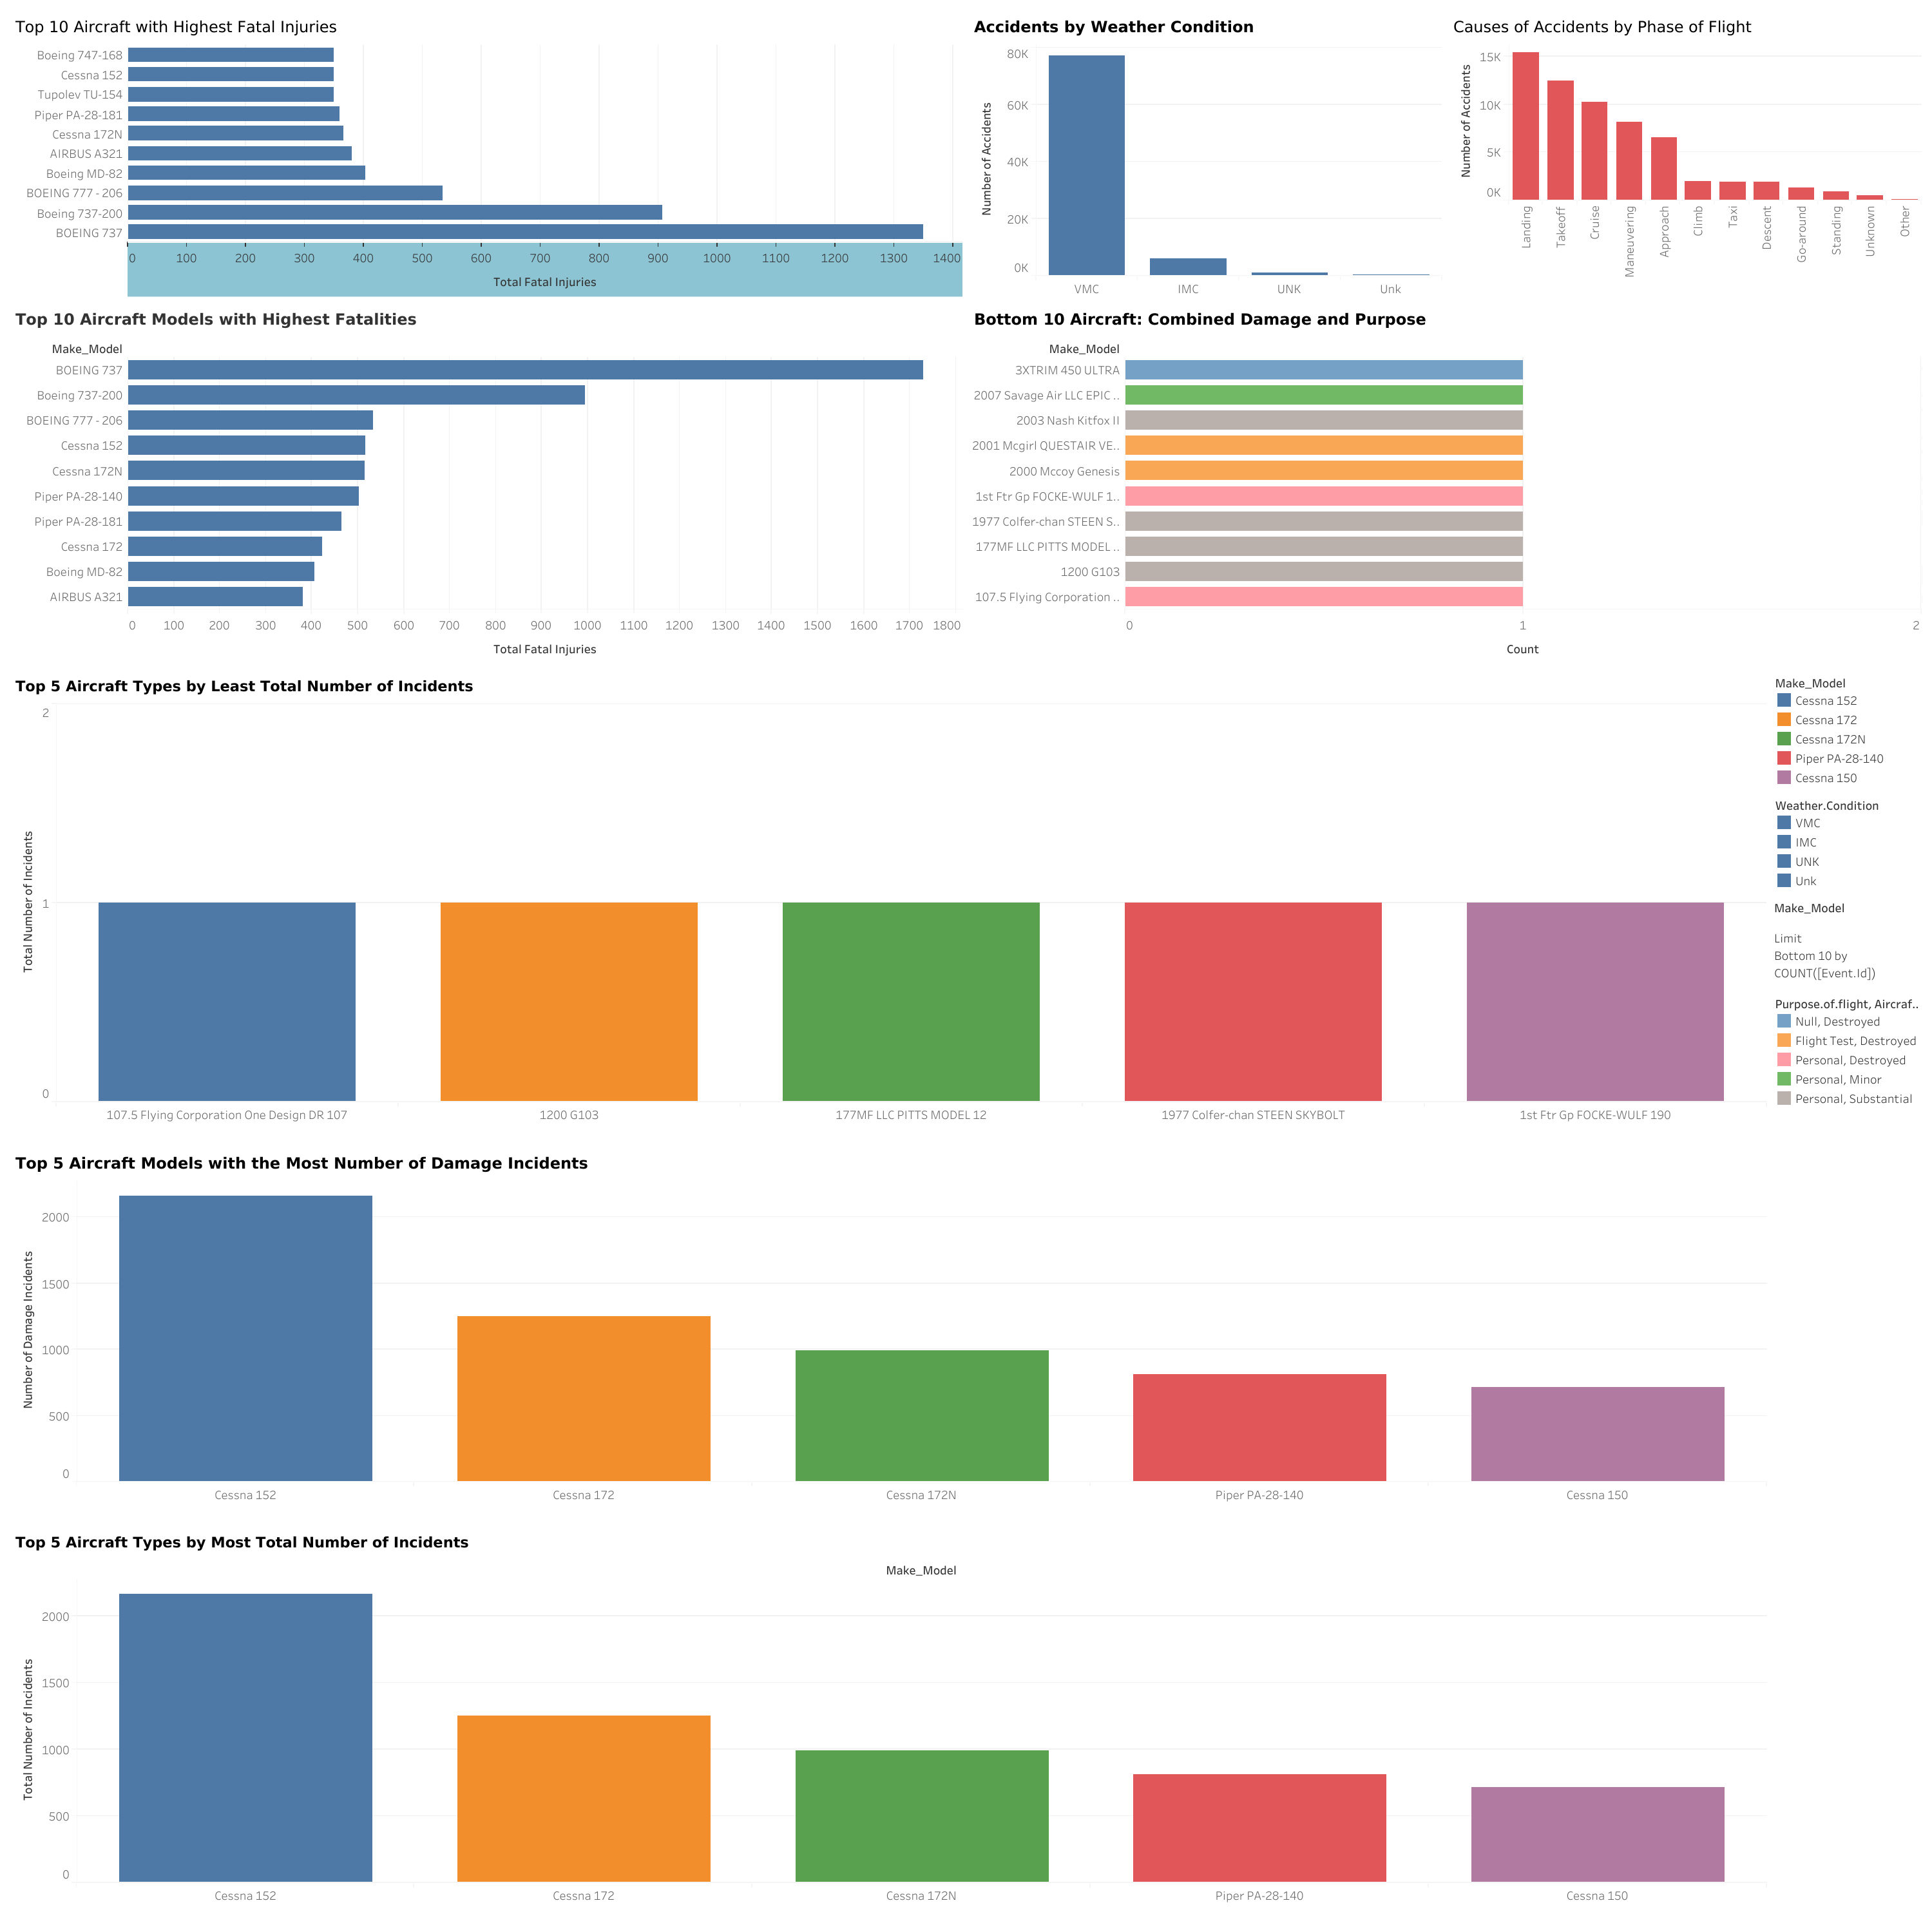 Top 10 Aircraft with Highest Fatal Injuries
Boeing 747-168
Cessna 152
Tupolev TU-154
Piper PA-28-181
Cessna 172N
AIRBUS A321
Boeing MD-82
BOEING 777 - 206
Boeing 737-200
BOEING 737
0 100 200 300 400 500 600 700 800 900 1000 1100 1200 1300 1400
Total Fatal Injuries
Accidents by Weather Condition
Number of Accidents
80K
60K
40K
20K
0K
VMC IMC UNK Unk
Causes of Accidents by Phase of Flight
Number of Accidents
15K
10K
5K
0K
Landing
Takeoff
Cruise
Maneuvering
Approach
Climb
Taxi
Descent
Go-around
Standing
Unknown
Other
Top 10 Aircraft Models with Highest Fatalities
Make_Model
BOEING 737
Boeing 737-200
BOEING 777 - 206
Cessna 152
Cessna 172N
Piper PA-28-140
Piper PA-28-181
Cessna 172
Boeing MD-82
AIRBUS A321
0 100 200 300 400 500 600 700 800 900 1000 1100 1200 1300 1400 1500 1600 1700 1800
Total Fatal Injuries
Bottom 10 Aircraft: Combined Damage and Purpose
Make_Model
3XTRIM 450 ULTRA
2007 Savage Air LLC EPIC ..
2003 Nash Kitfox II
2001 Mcgirl QUESTAIR VE..
2000 Mccoy Genesis
1st Ftr Gp FOCKE-WULF 1..
1977 Colfer-chan STEEN S..
177MF LLC PITTS MODEL ..
1200 G103
107.5 Flying Corporation ..
0 1 2
Count
Top 5 Aircraft Types by Least Total Number of Incidents
Total Number of Incidents
2
1
0
107.5 Flying Corporation One Design DR 107
1200 G103
177MF LLC PITTS MODEL 12
1977 Colfer-chan STEEN SKYBOLT
1st Ftr Gp FOCKE-WULF 190
Make_Model
Cessna 152
Cessna 172
Cessna 172N
Piper PA-28-140
Cessna 150
Weather.Condition
VMC
IMC
UNK
Unk
Make_Model
Limit
Bottom 10 by
COUNT([Event.Id])
Purpose.of.flight, Aircraf..
Null, Destroyed
Flight Test, Destroyed
Personal, Destroyed
Personal, Minor
Personal, Substantial
Top 5 Aircraft Models with the Most Number of Damage Incidents
Number of Damage Incidents
2000
1500
1000
500
0
Cessna 152
Cessna 172
Cessna 172N
Piper PA-28-140
Cessna 150
Top 5 Aircraft Types by Most Total Number of Incidents
Make_Model
Total Number of Incidents
2000
1500
1000
500
0
Cessna 152
Cessna 172
Cessna 172N
Piper PA-28-140
Cessna 150